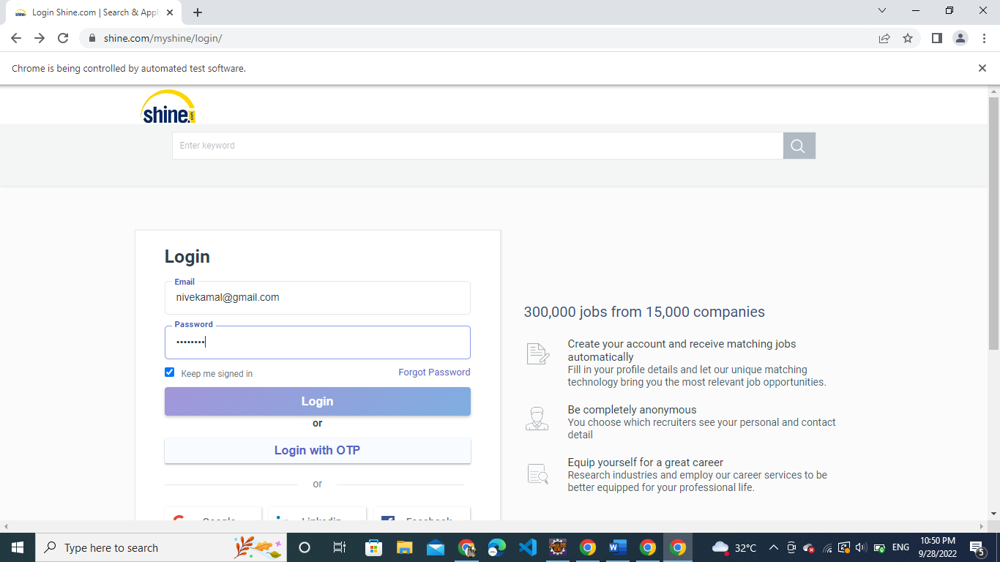 Login Shine.com | Search & Appl
shine.com/myshine/login/
Chrome is being controlled by automated test software.
shine.com
Enter keyword
Login
Email
nivekamal@gmail.com
Password
••••••••
Keep me signed in
Forgot Password
Login
or
Login with OTP
or
Google
Linkedin
Facebook
300,000 jobs from 15,000 companies
Create your account and receive matching jobs
automatically
Fill in your profile details and let our unique matching
technology bring you the most relevant job opportunities.
Be completely anonymous
You choose which recruiters see your personal and contact
detail
Equip yourself for a great career
Research industries and employ our career services to be
better equipped for your professional life.
Type here to search
32°C
ENG
10:50 PM
9/28/2022
5